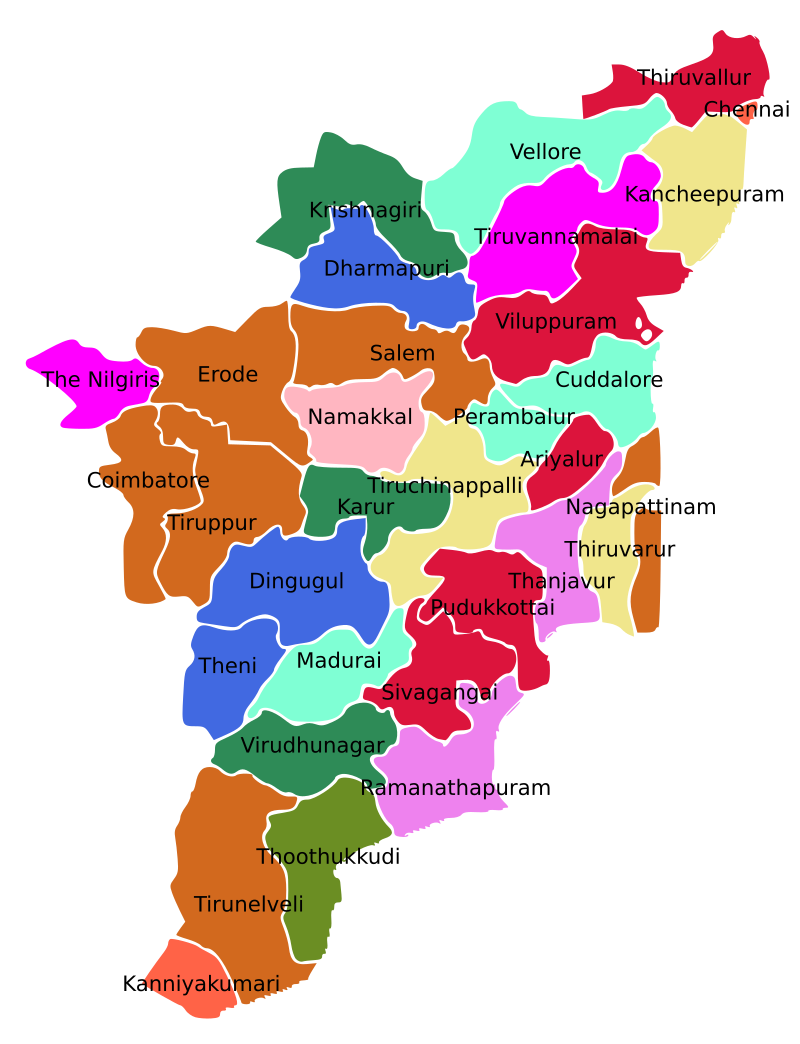 Thiruvallur
Chennai
Vellore
Kancheepuram
Krishnagiri
Tiruvannamalai
Dharmapuri
Viluppuram
Salem
The Nilgiris
Erode
Cuddalore
Namakkal
Perambalur
Ariyalur
Coimbatore
Tiruchinappalli
Karur
Nagapattinam
Tiruppur
Thiruvarur
Dingugul
Thanjavur
Pudukkottai
Madurai
Theni
Sivagangai
Virudhunagar
Ramanathapuram
Thoothukkudi
Tirunelveli
Kanniyakumari